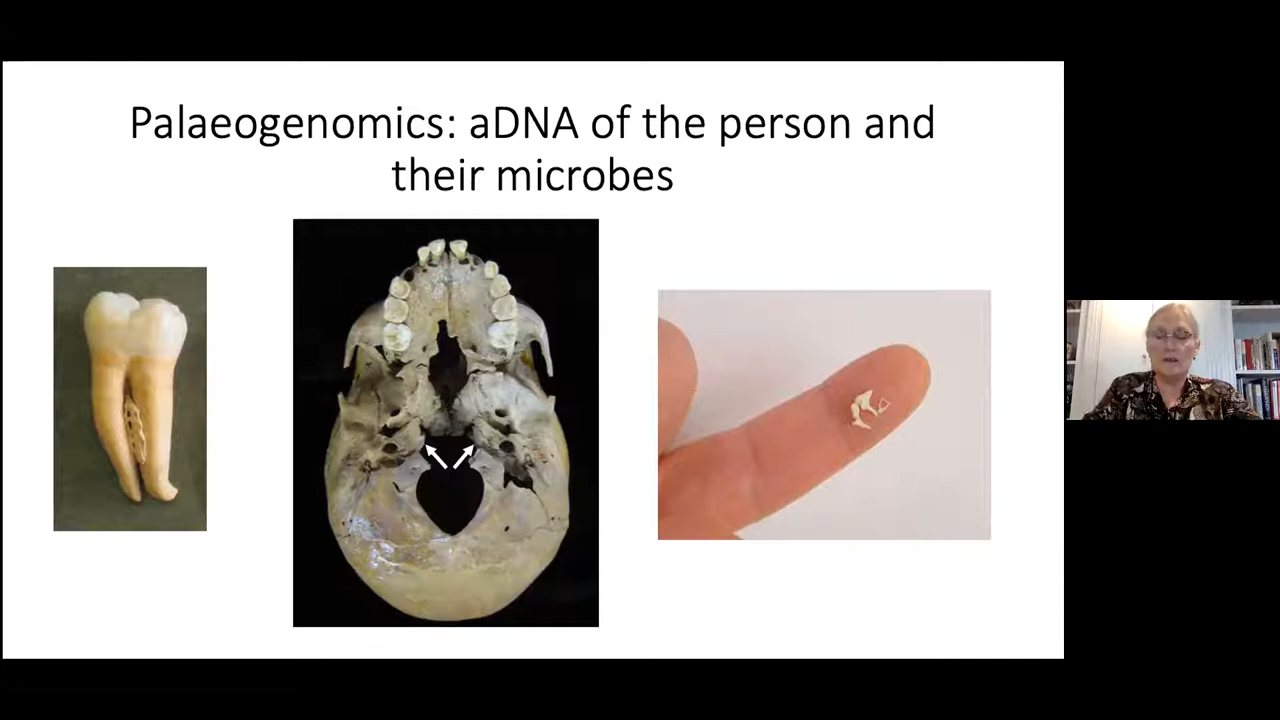 Palaeogenomics: aDNA of the person and
their microbes